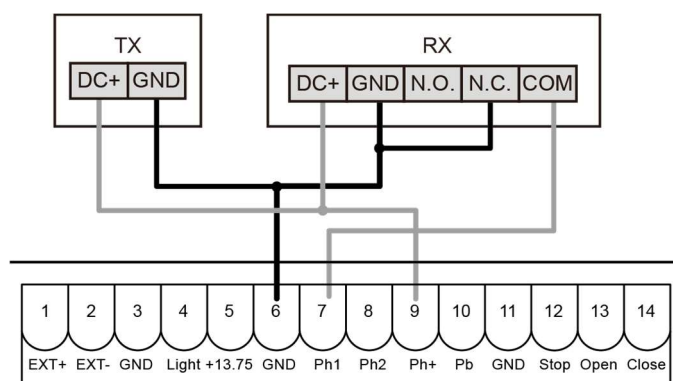 TX
RX
DC+ GND
DC+ GND N.O. N.C. COM
1 2 3 4 5 6 7 8 9 10 11 12 13 14
EXT+ EXT- GND Light +13.75 GND Ph1 Ph2 Ph+ Pb GND Stop Open Close